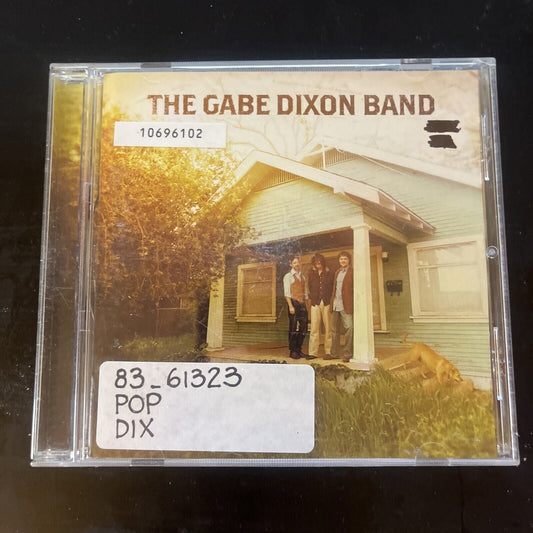 THE GABE DIXON BAND
10696102
83_61323
POP
DIX